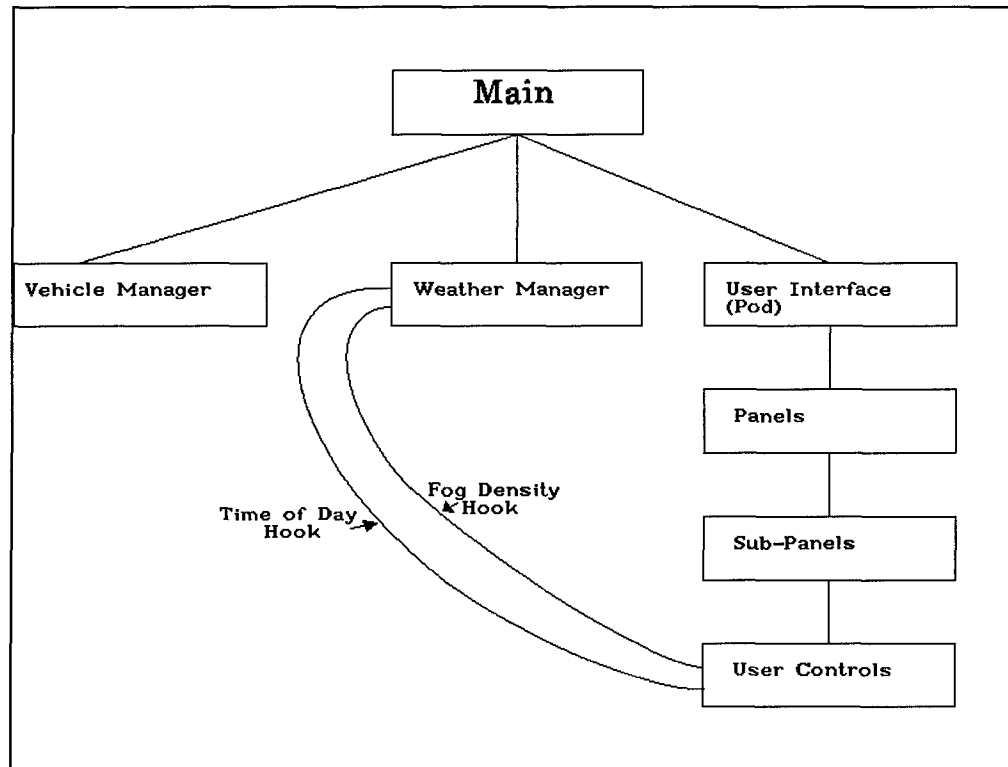 Main
Vehicle Manager
Weather Manager
User Interface
(Pod)
Panels
Fog Density
Hook
Time of Day
Hook
Sub-Panels
User Controls